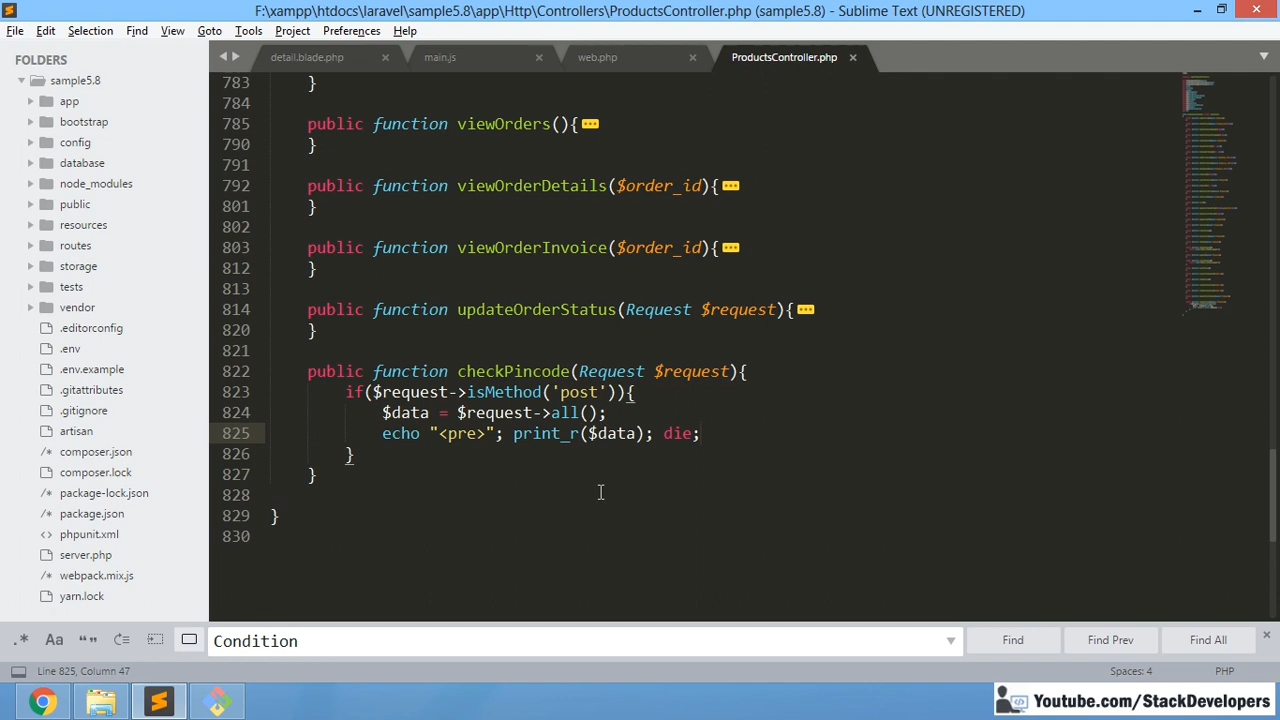 F:\xampp\htdocs\laravel\sample5.8\app\Http\Controllers\ProductsController.php (sample5.8) - Sublime Text (UNREGISTERED)
File Edit Selection Find View Goto Tools Project Preferences Help
FOLDERS
sample5.8
app
bootstrap
config
database
node_modules
public
resources
routes
storage
tests
vendor
.editorconfig
.env
.env.example
.gitattributes
.gitignore
artisan
composer.json
composer.lock
package-lock.json
package.json
phpunit.xml
server.php
webpack.mix.js
yarn.lock
detail.blade.php main.js web.php ProductsController.php
783 }
784
785 public function viewOrders(){
790 }
791
792 public function viewOrderDetails($order_id){
801 }
802
803 public function viewOrderInvoice($order_id){
812 }
813
814 public function updateOrderStatus(Request $request){
820 }
821
822 public function checkPincode(Request $request){
823 if($request->isMethod('post')){
824 $data = $request->all();
825 echo "<pre>"; print_r($data); die;
826 }
827 }
828
829 }
830
.* Aa Condition Find Find Prev Find All
Line 825, Column 47 Spaces: 4 PHP
Youtube.com/StackDevelopers